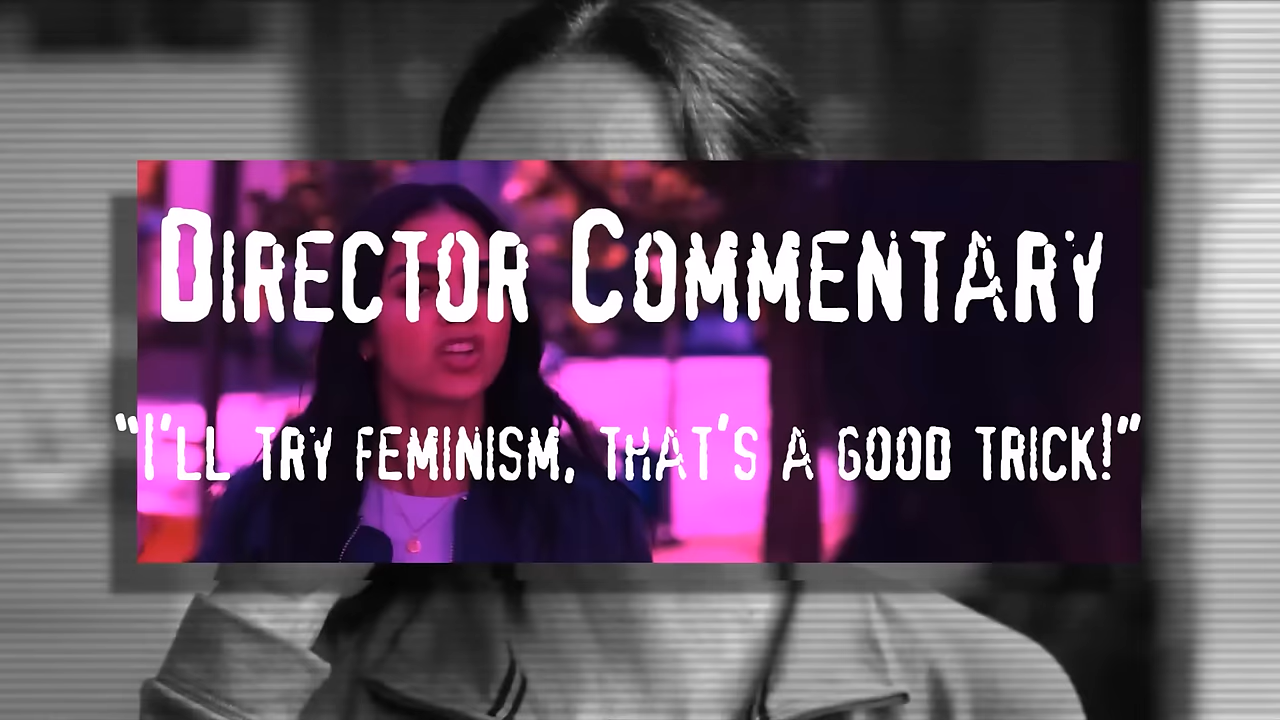 Director Commentary
“I’ll try feminism, that’s a good trick!”